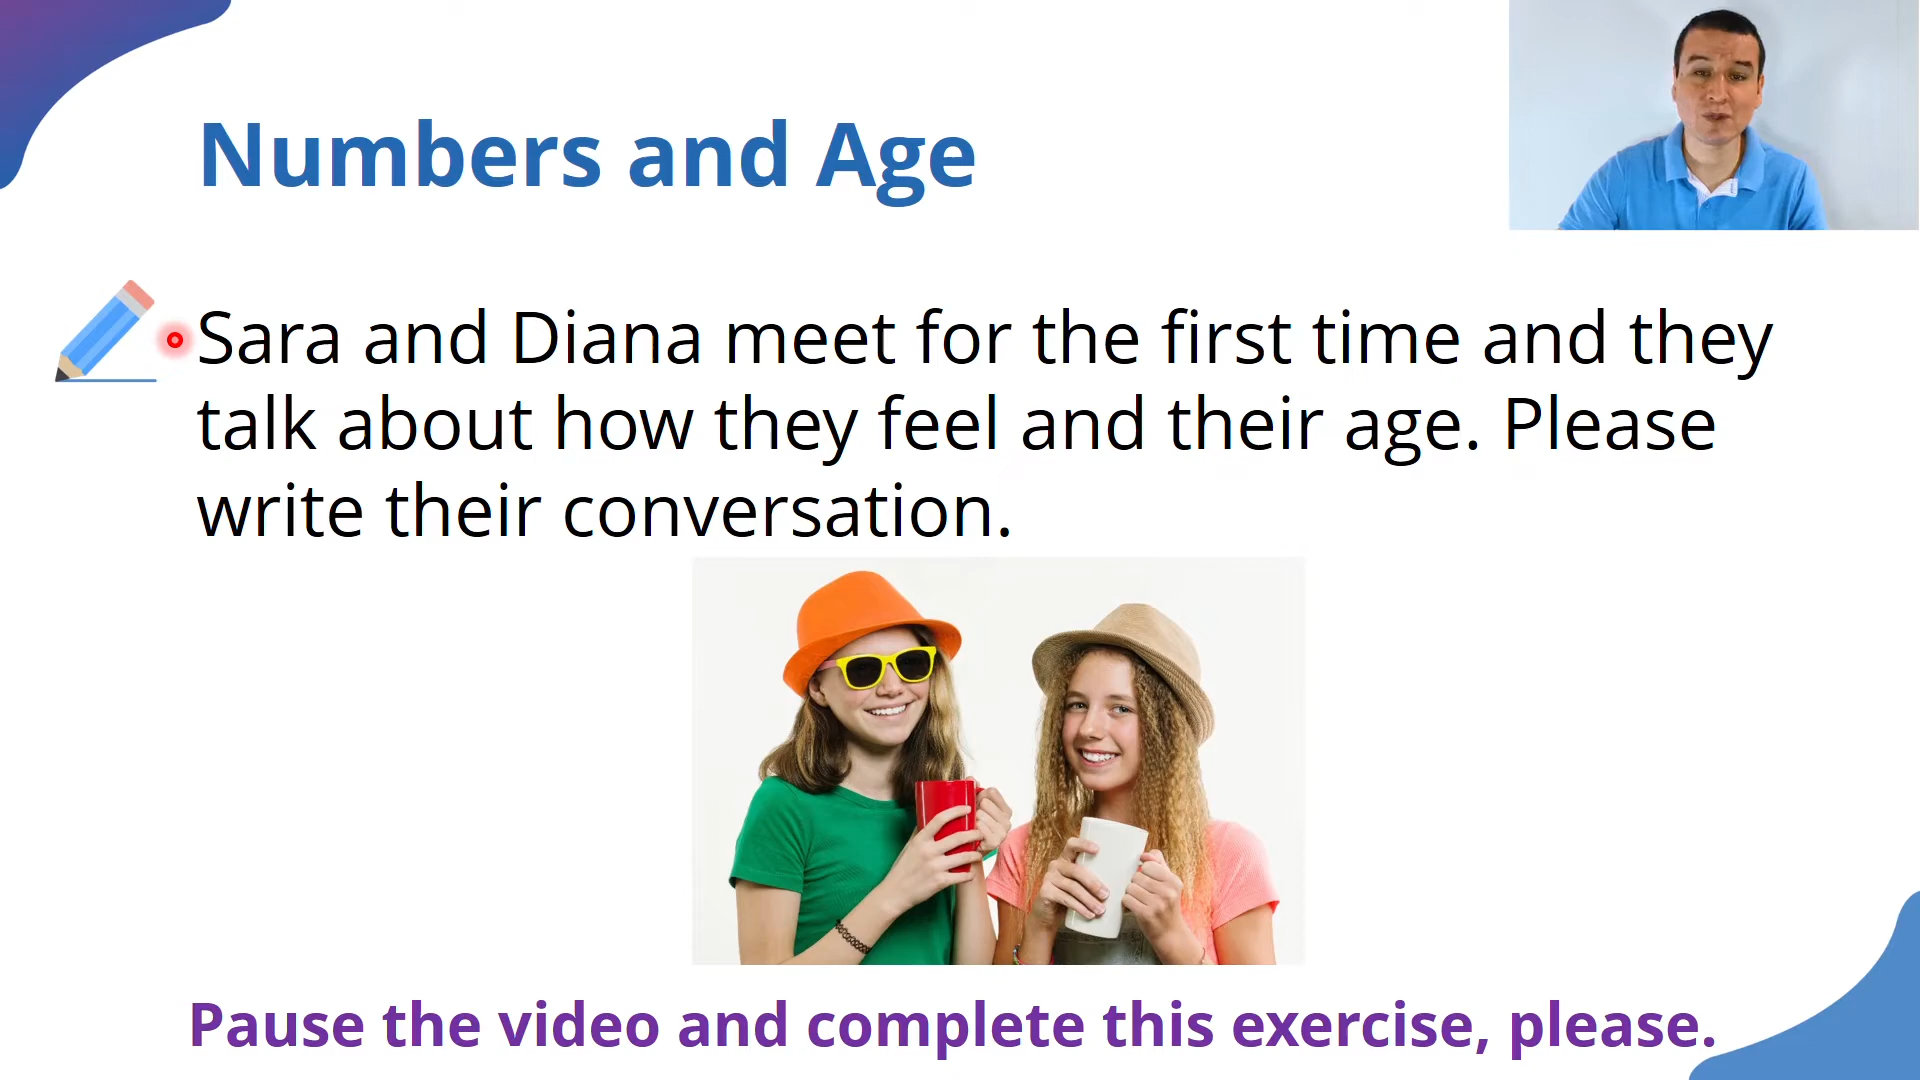 Numbers and Age
Sara and Diana meet for the first time and they
talk about how they feel and their age. Please
write their conversation.
Pause the video and complete this exercise, please.